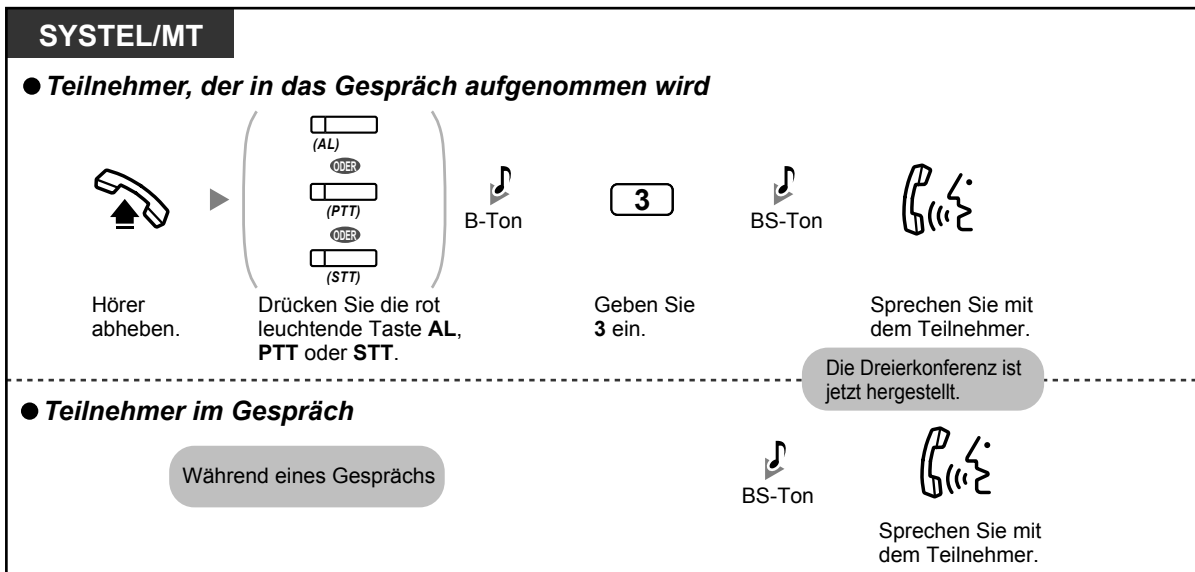 SYSTEL/MT
● Teilnehmer, der in das Gespräch aufgenommen wird
(AL)
ODER
(PTT)
ODER
(STT)
B-Ton
3
BS-Ton
Hörer
abheben.
Drücken Sie die rot
leuchtende Taste AL,
PTT oder STT.
Geben Sie
3 ein.
Sprechen Sie mit
dem Teilnehmer.
Die Dreierkonferenz ist
jetzt hergestellt.
● Teilnehmer im Gespräch
Während eines Gesprächs
BS-Ton
Sprechen Sie mit
dem Teilnehmer.